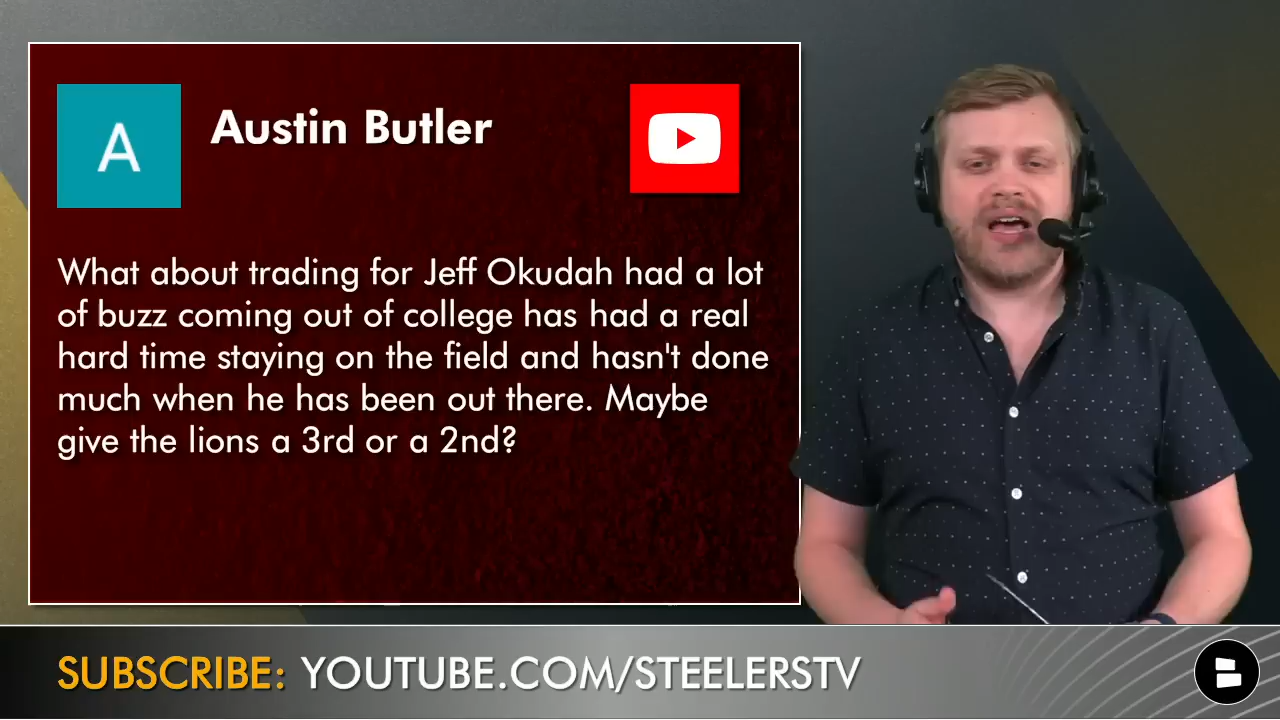 A
Austin Butler
What about trading for Jeff Okudah had a lot
of buzz coming out of college has had a real
hard time staying on the field and hasn't done
much when he has been out there. Maybe
give the lions a 3rd or a 2nd?
SUBSCRIBE: YOUTUBE.COM/STEELERSTV